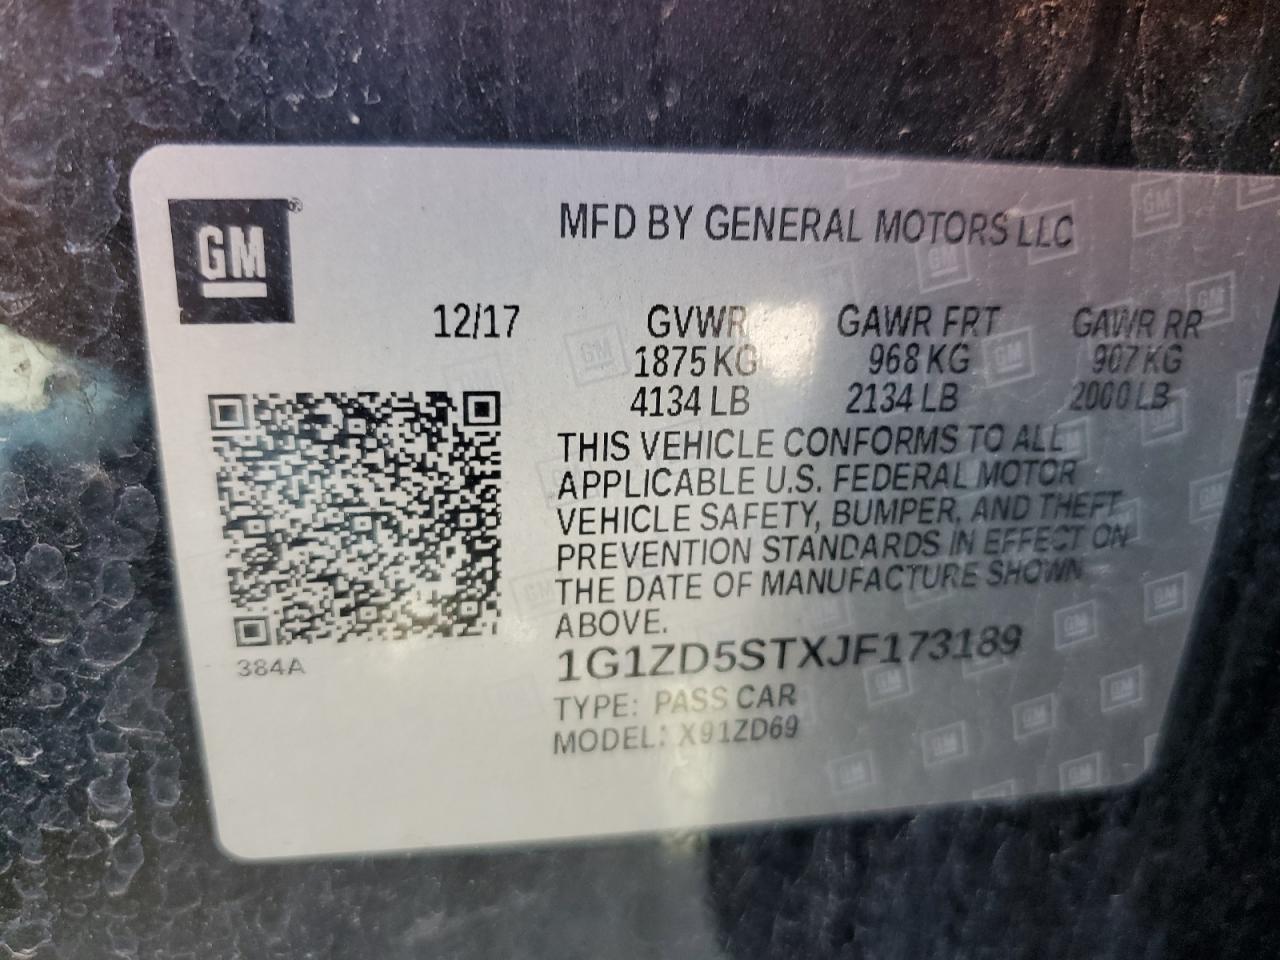 GM®
MFD BY GENERAL MOTORS LLC
12/17 GVWR GAWR FRT GAWR RR
1875 KG 968 KG 907 KG
4134 LB 2134 LB 2000 LB
THIS VEHICLE CONFORMS TO ALL
APPLICABLE U.S. FEDERAL MOTOR
VEHICLE SAFETY, BUMPER, AND THEFT
PREVENTION STANDARDS IN EFFECT ON
THE DATE OF MANUFACTURE SHOWN
ABOVE.
384A
1G1ZD5STXJF173189
TYPE: PASS CAR
MODEL: X91ZD69